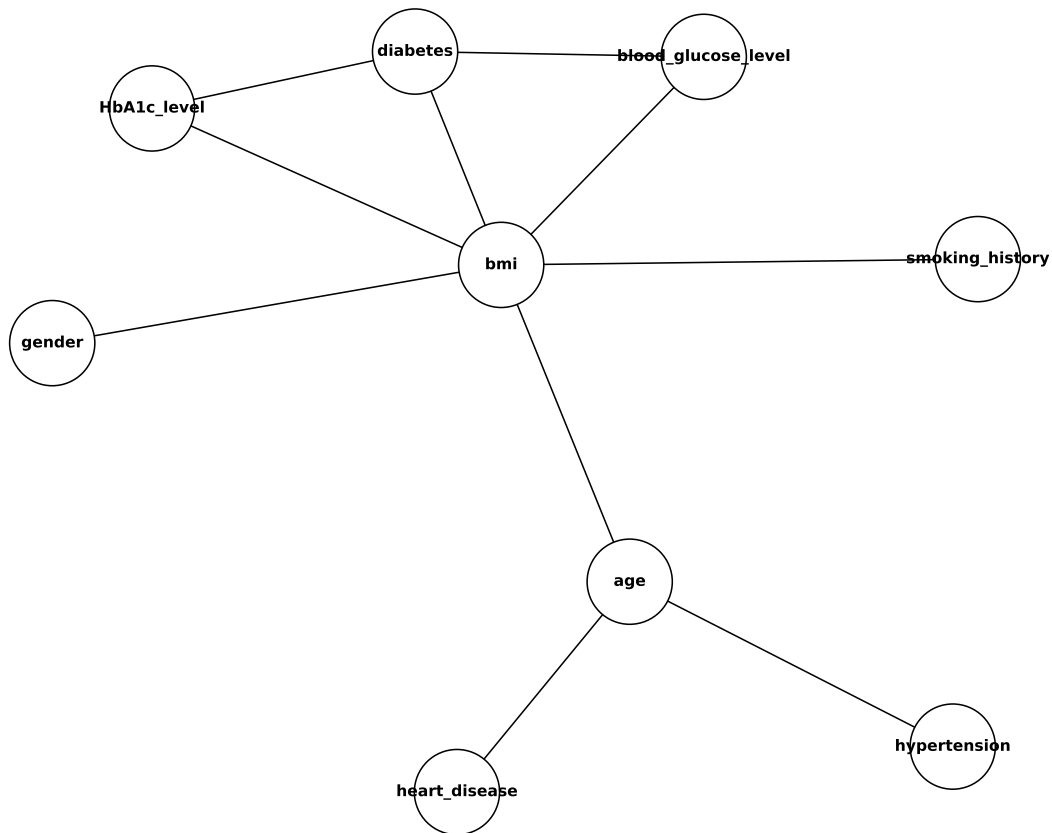 diabetes
blood_glucose_level
HbA1c_level
bmi
smoking_history
gender
age
hypertension
heart_disease